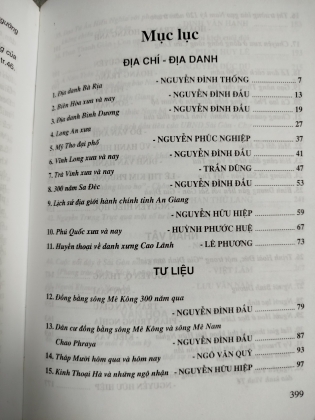 gưỡng
ng của
tr.46.
Mục lục
ĐỊA CHÍ - ĐỊA DANH
1. Địa danh Bà Rịa - NGUYỄN ĐÌNH THỐNG 7
2. Biên Hòa xưa và nay - NGUYỄN ĐÌNH ĐẦU 13
3. Địa danh Bình Dương - NGUYỄN ĐÌNH ĐẦU 19
4. Long An xưa 27
5. Mỹ Tho đại phố - NGUYỄN PHÚC NGHIỆP 37
6. Vĩnh Long xưa và nay - NGUYỄN ĐÌNH ĐẦU 41
7. Trà Vinh xưa và nay - TRẦN DŨNG 47
8. 300 năm Sa Đéc - NGUYỄN ĐÌNH ĐẦU 53
9. Lịch sử địa giới hành chính tỉnh An Giang
- NGUYỄN HỮU HIỆP 59
10. Phú Quốc xưa và nay - HUỲNH PHƯỚC HUỆ 67
11. Huyền thoại về danh xưng Cao Lãnh - LÊ PHƯƠNG 73
TƯ LIỆU
12. Đồng bằng sông Mê Kông 300 năm qua
- NGUYỄN ĐÌNH ĐẦU 79
13. Dân cư đồng bằng sông Mê Kông và sông Mê Nam
Chao Phraya - NGUYỄN ĐÌNH ĐẦU 87
14. Tháp Mười hôm qua và hôm nay - NGÔ VĂN QUÝ 93
15. Kinh Thoại Hà và những ngộ nhận - NGUYỄN HỮU HIỆP 97
399